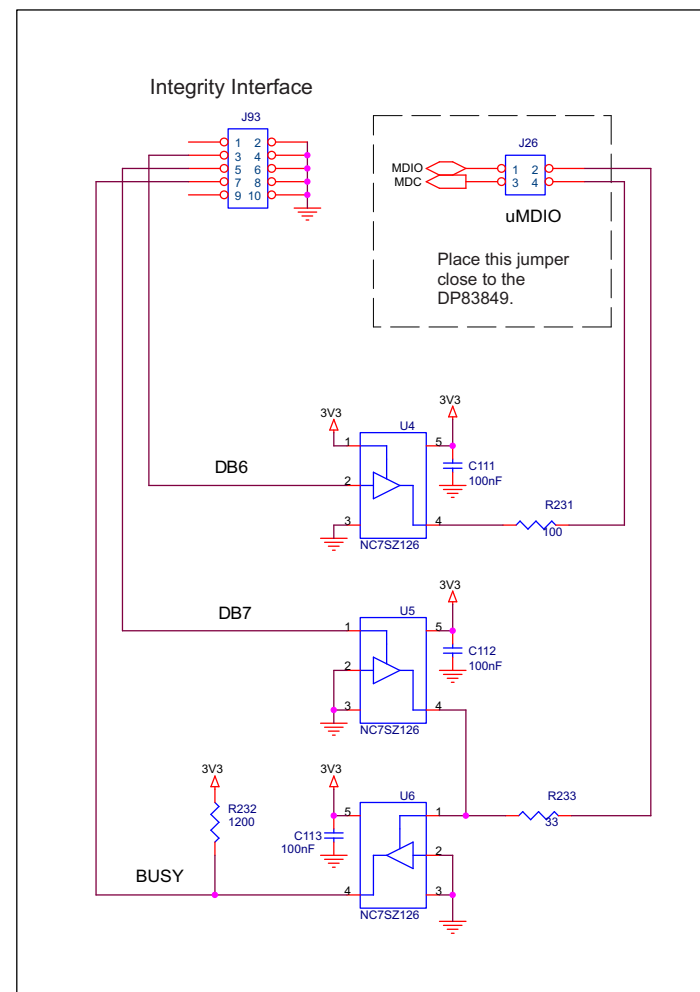 Integrity Interface
J93
1 2
3 4
5 6
7 8
9 10
J26
MDIO
MDC
1 2
3 4
uMDIO
Place this jumper
close to the
DP83849.
3V3
3V3
U4
1
5
C111
100nF
DB6
2
R231
100
3
4
NC7SZ126
3V3
U5
DB7
1
5
C112
100nF
2
3
4
NC7SZ126
3V3
3V3
U6
R233
33
R232
1200
5
1
C113
100nF
2
BUSY
4
3
NC7SZ126